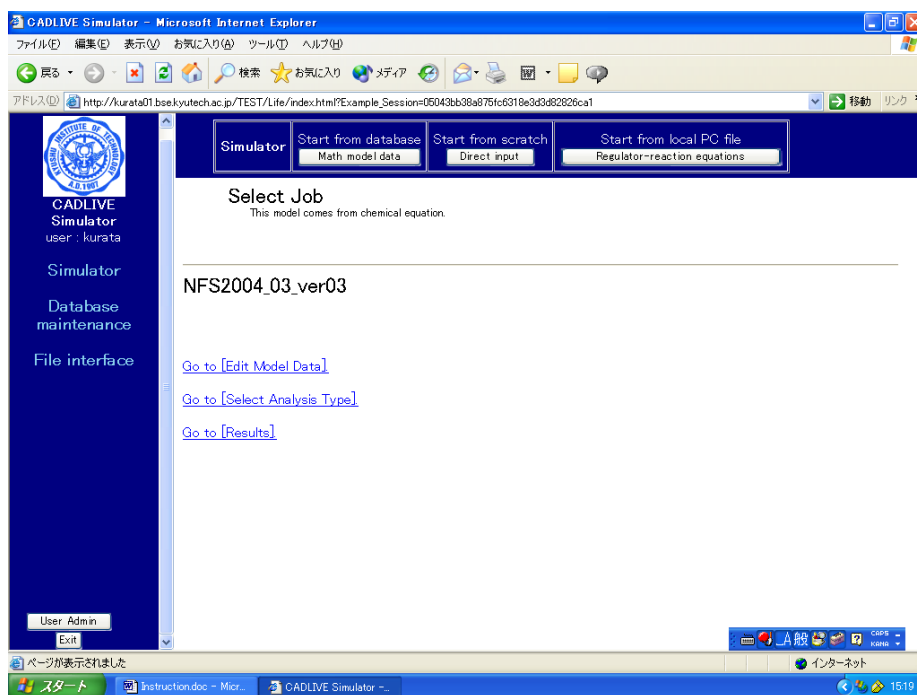 CADLIVE Simulator - Microsoft Internet Explorer
ファイル(F) 編集(E) 表示(V) お気に入り(A) ツール(T) ヘルプ(H)
戻る 検索 お気に入り メディア
アドレス(D) http://kurata01.bse.kyutech.ac.jp/TEST/Life/index.html?Example_Session=05043bb38a875fc6318e3d3d82826ca1 移動 リンク
A.D.1907
CADLIVE
Simulator
user : kurata
Simulator
Database
maintenance
File interface
User Admin
Exit
Simulator
Start from database
Math model data
Start from scratch
Direct input
Start from local PC file
Regulator-reaction equations
Select Job
This model comes from chemical equation.
NFS2004_03_ver03
Go to [Edit Model Data]
Go to [Select Analysis Type]
Go to [Results]
A般 CAPS
KANA
ページが表示されました インターネット
スタート Instruction.doc - Micr... CADLIVE Simulator -... 15:19